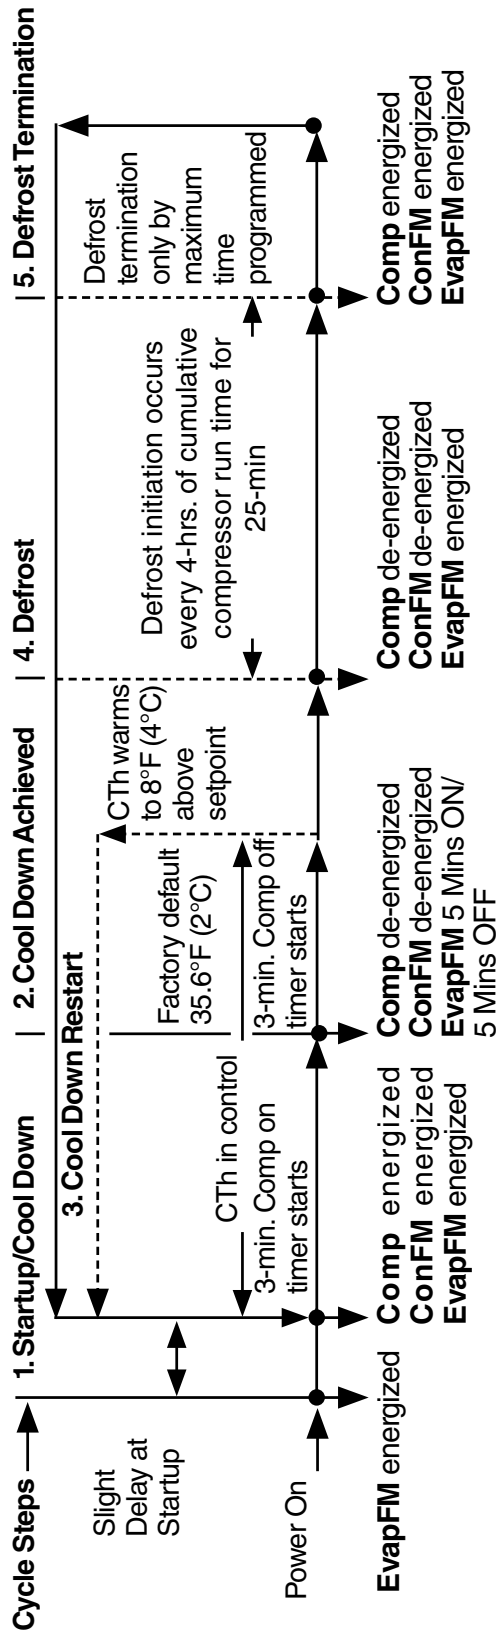 Cycle Steps
1. Startup/Cool Down
2. Cool Down Achieved
4. Defrost
5. Defrost Termination
3. Cool Down Restart
Slight
Delay at
Startup
CTh in control
3-min. Comp on
timer starts
Factory default
35.6°F (2°C)
3-min. Comp off
timer starts
CTh warms
to 8°F (4°C)
above
setpoint
Defrost initiation occurs
every 4-hrs. of cumulative
compressor run time for
25-min
Defrost
termination
only by
maximum
time
programmed
Power On
EvapFM energized
Comp energized
ConFM energized
EvapFM energized
Comp de-energized
ConFM de-energized
EvapFM 5 Mins ON/
5 Mins OFF
Comp de-energized
ConFM de-energized
EvapFM energized
Comp energized
ConFM energized
EvapFM energized